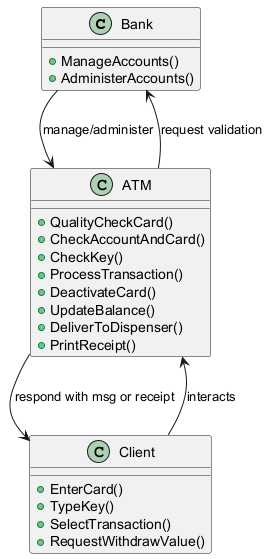 C Bank
ManageAccounts()
AdministerAccounts()
manage/administer
request validation
C ATM
QualityCheckCard()
CheckAccountAndCard()
CheckKey()
ProcessTransaction()
DeactivateCard()
UpdateBalance()
DeliverToDispenser()
PrintReceipt()
respond with msg or receipt
interacts
C Client
EnterCard()
TypeKey()
SelectTransaction()
RequestWithdrawValue()